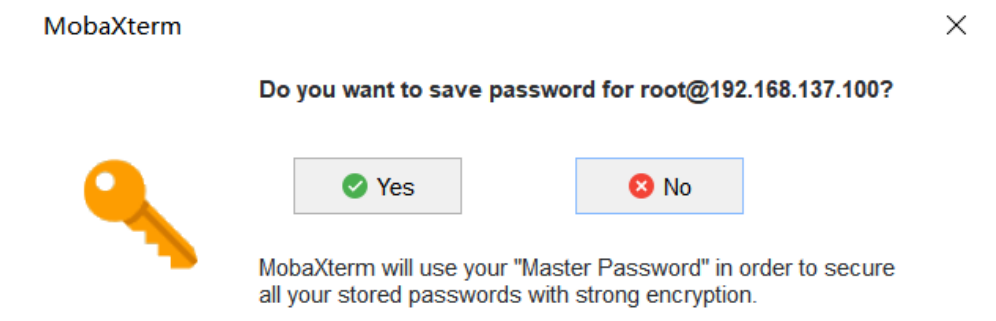 MobaXterm
Do you want to save password for root@192.168.137.100?
Yes
No
MobaXterm will use your "Master Password" in order to secure
all your stored passwords with strong encryption.